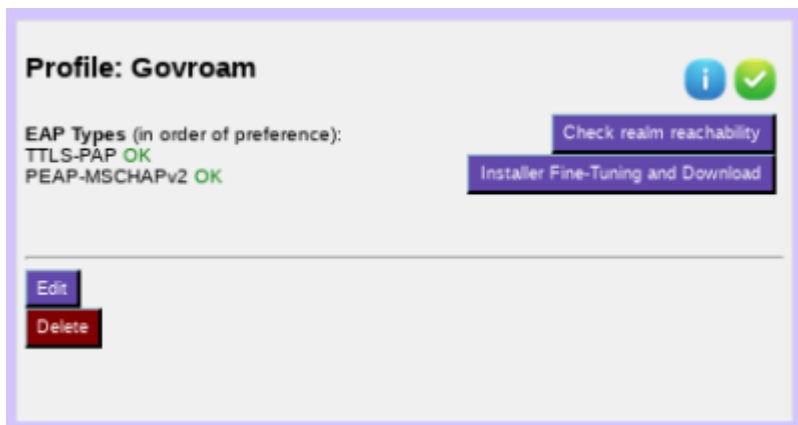 Profile: Govroam
EAP Types (in order of preference):
TTLS-PAP OK
PEAP-MSCHAPv2 OK
Check realm reachability
Installer Fine-Tuning and Download
Edit
Delete